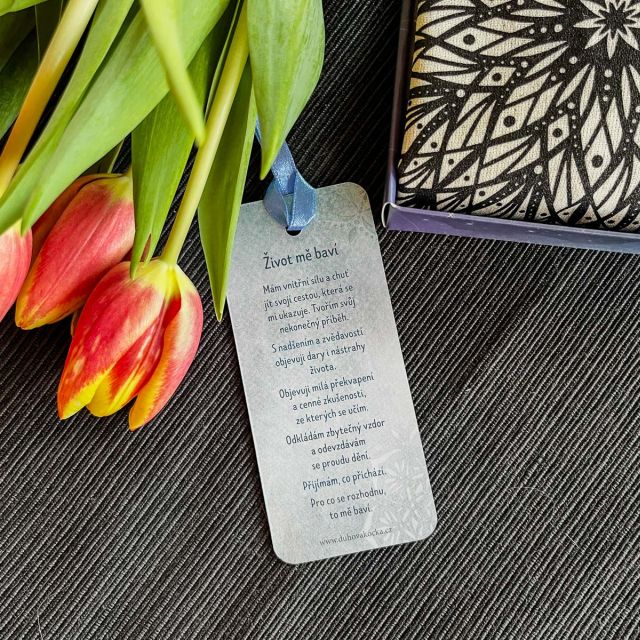 Život mě baví
Mám vnitřní sílu a chuť
jít svojí cestou, která se
mi ukazuje. Tvořím svůj
nekonečný příběh.
S nadšením a zvědavostí
objevuji dary i nástrahy
života.
Objevuji milá překvapení
a cenné zkušenosti,
ze kterých se učím.
Odkládám zbytečný vzdor
a odevzdávám
se proudu dění.
Přijímám, co přichází.
Pro co se rozhodnu,
to mě baví.
www.duhovakocka.cz